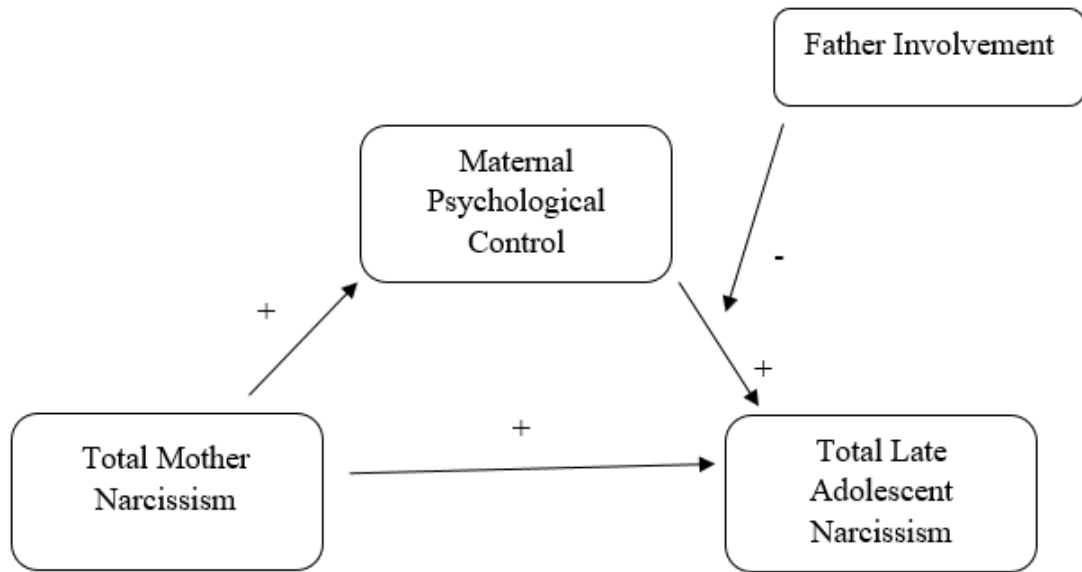 Father Involvement
Maternal
Psychological
Control
-
+
+
+
Total Mother
Narcissism
Total Late
Adolescent
Narcissism